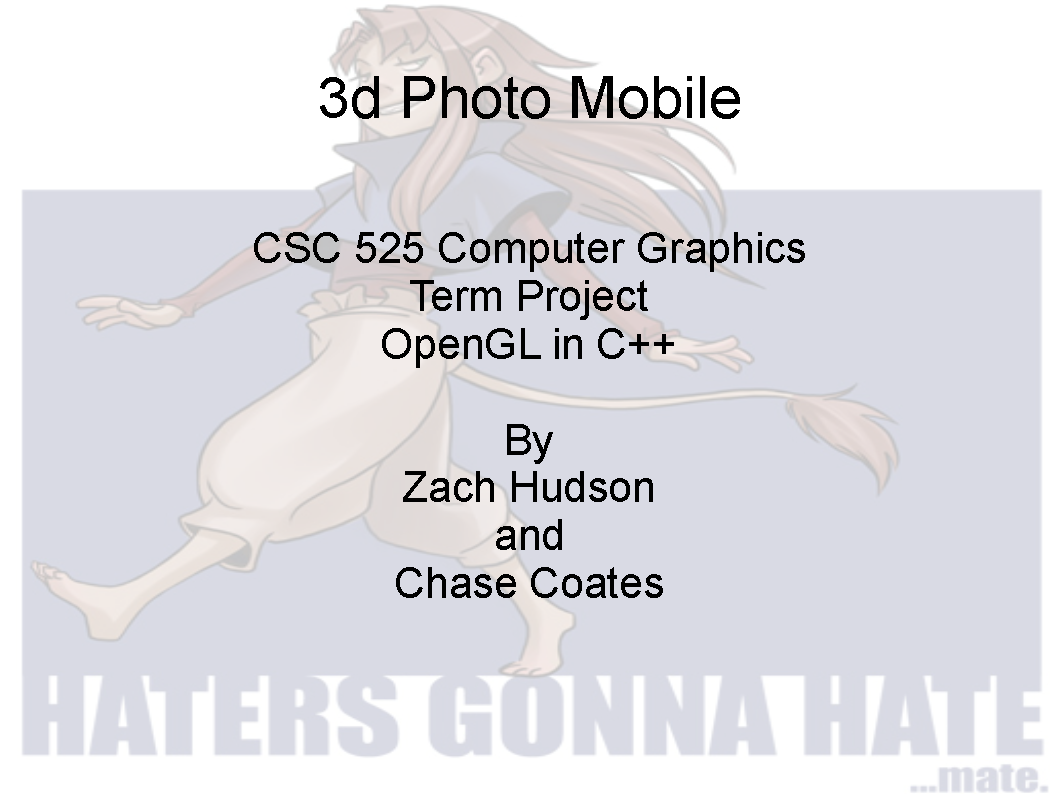 3d Photo Mobile
CSC 525 Computer Graphics
Term Project
OpenGL in C++
By
Zach Hudson
and
Chase Coates
HATERS GONNA HATE
...mate.